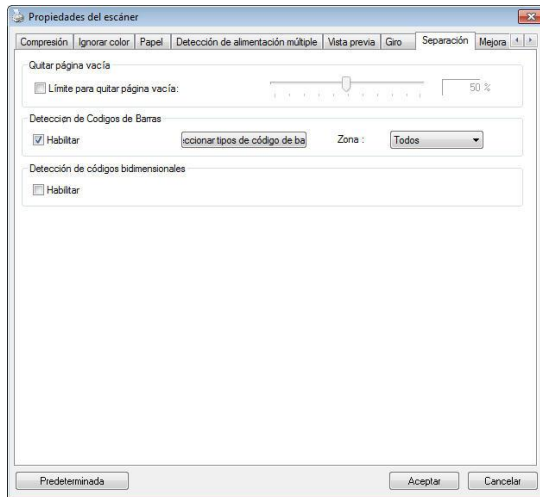 Propiedades del escáner
Compresión Ignorar color Papel Detección de alimentación múltiple Vista previa Giro Separación Mejora
Quitar página vacía
Límite para quitar página vacía: 50 %
Detección de Codigos de Barras
Habilitar ccionar tipos de código de ba Zona : Todos
Detección de códigos bidimensionales
Habilitar
Predeterminada Aceptar Cancelar